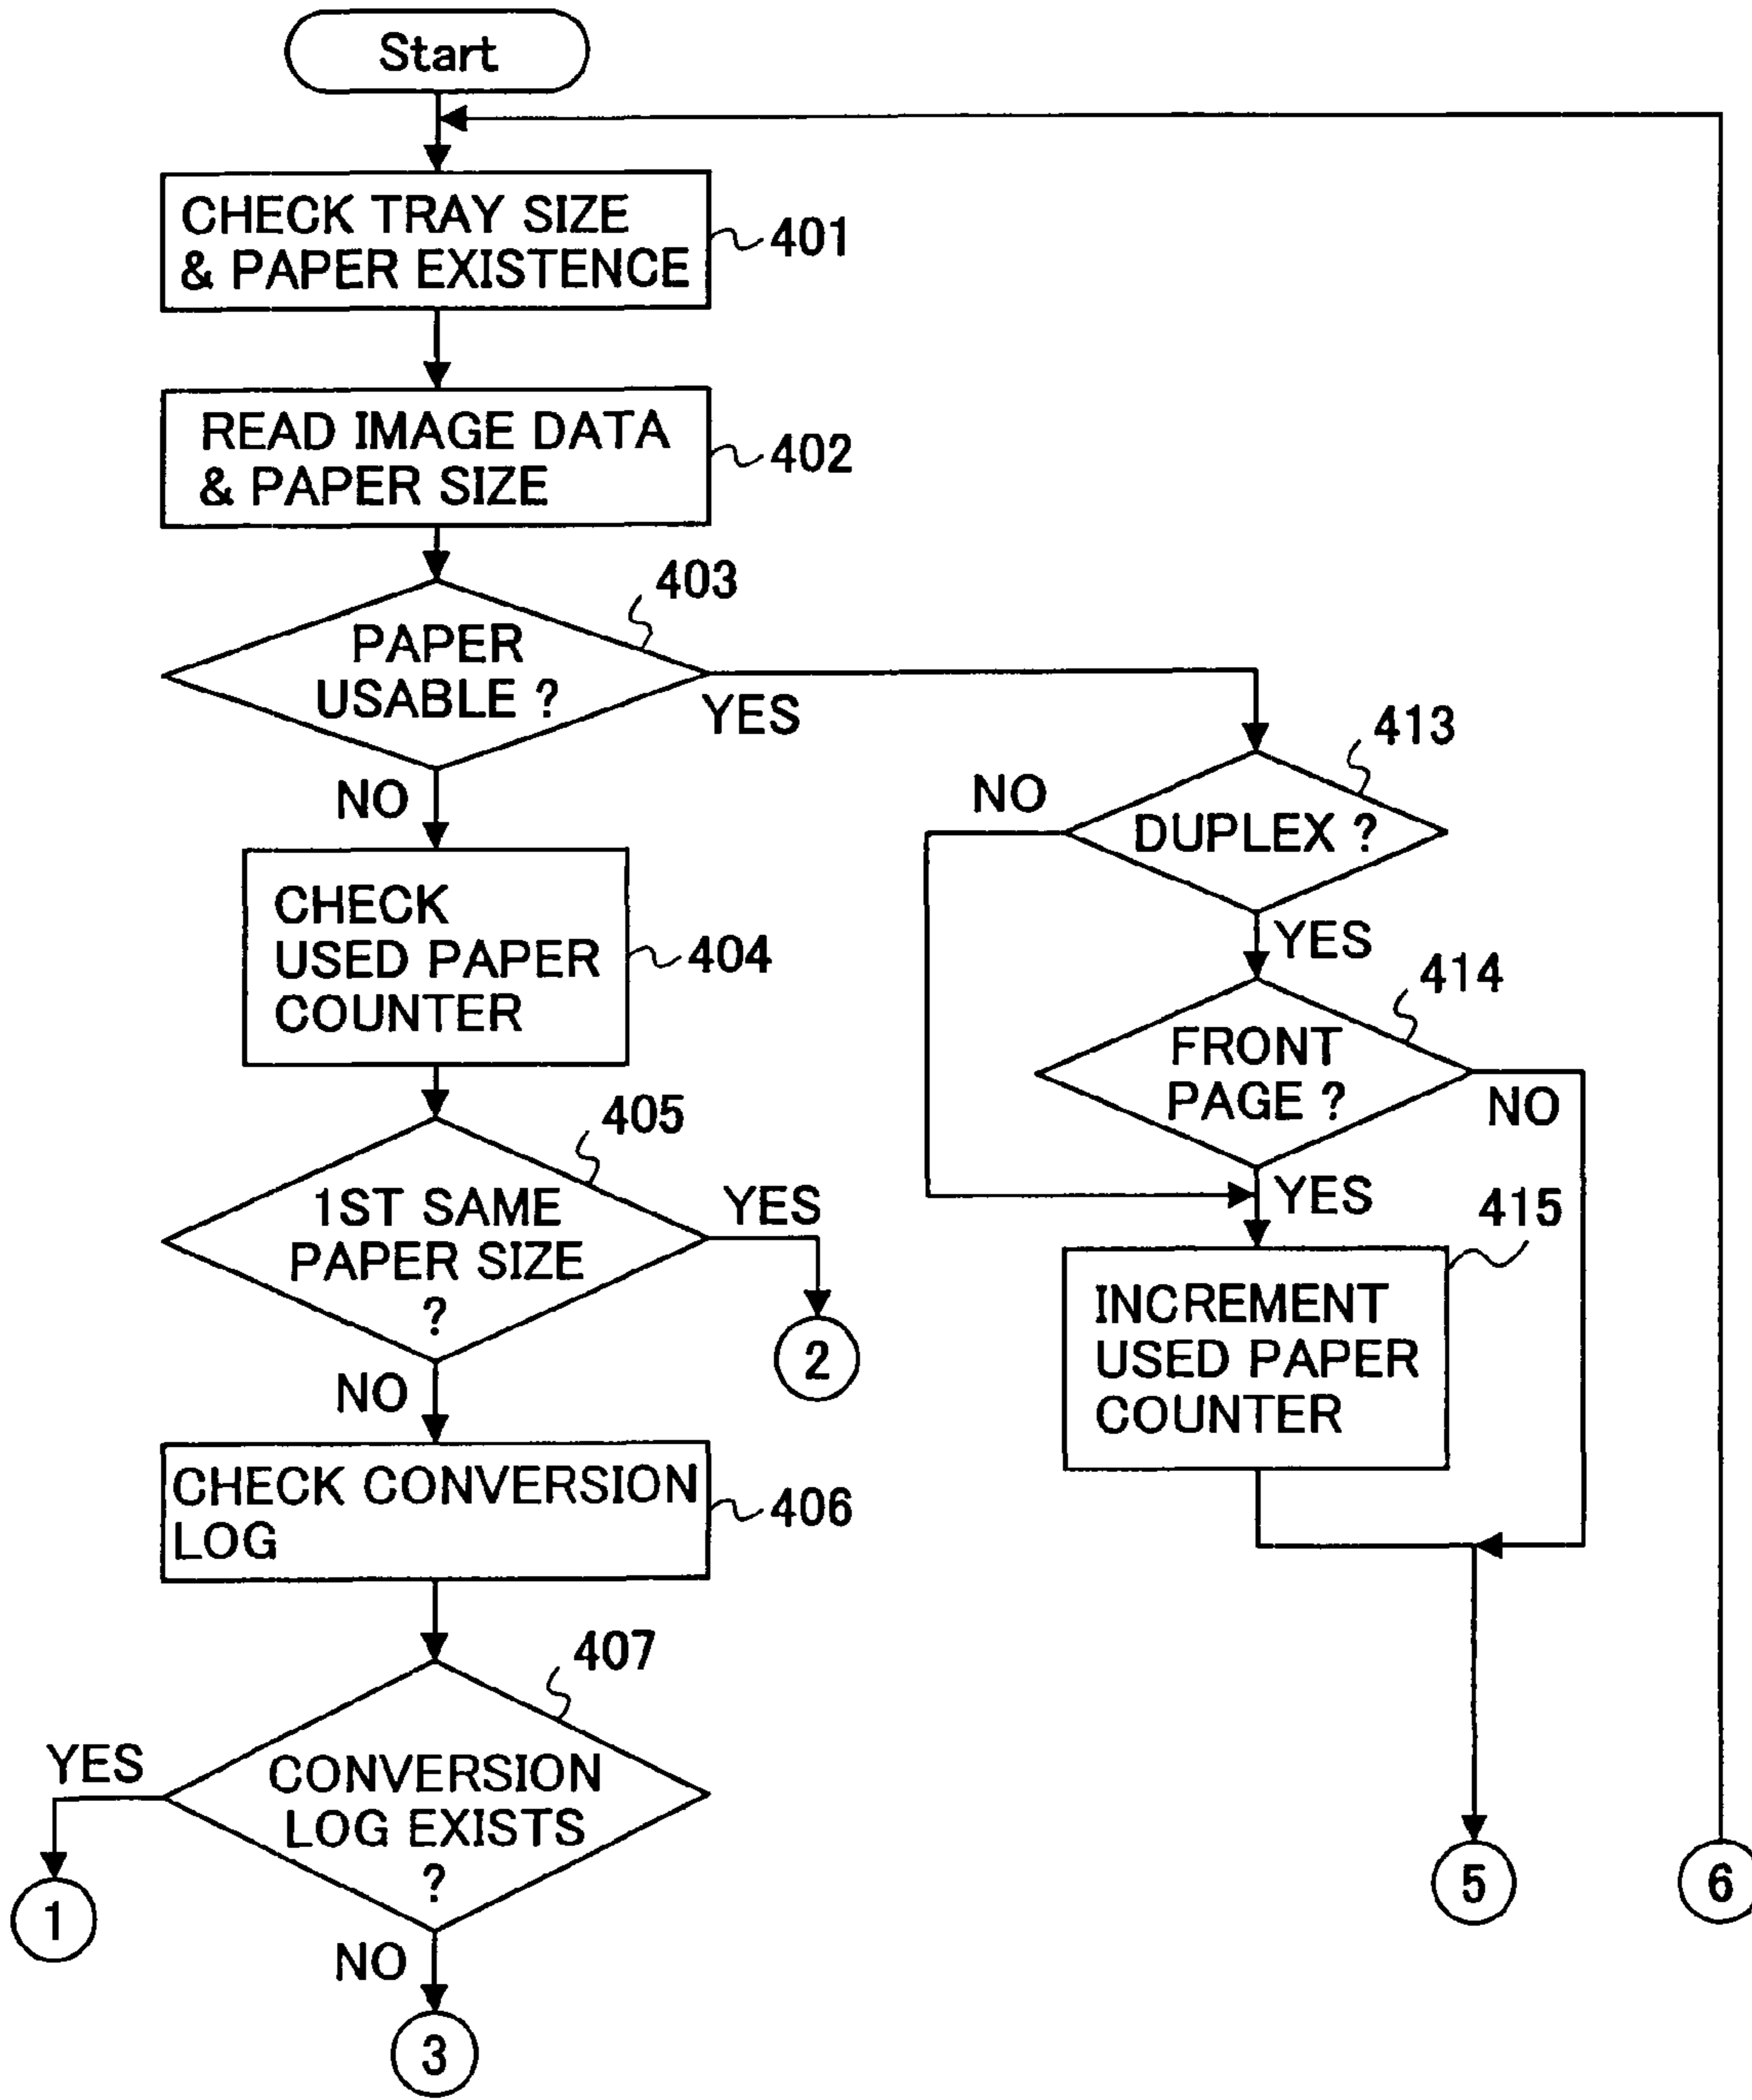 Start
CHECK TRAY SIZE
& PAPER EXISTENCE
401
READ IMAGE DATA
& PAPER SIZE
402
403
PAPER
USABLE ?
YES
NO
CHECK
USED PAPER
COUNTER
404
405
1ST SAME
PAPER SIZE
?
YES
2
NO
CHECK CONVERSION
LOG
406
407
CONVERSION
LOG EXISTS
?
YES
1
NO
3
413
DUPLEX ?
NO
YES
414
FRONT
PAGE ?
NO
YES
415
INCREMENT
USED PAPER
COUNTER
5
6